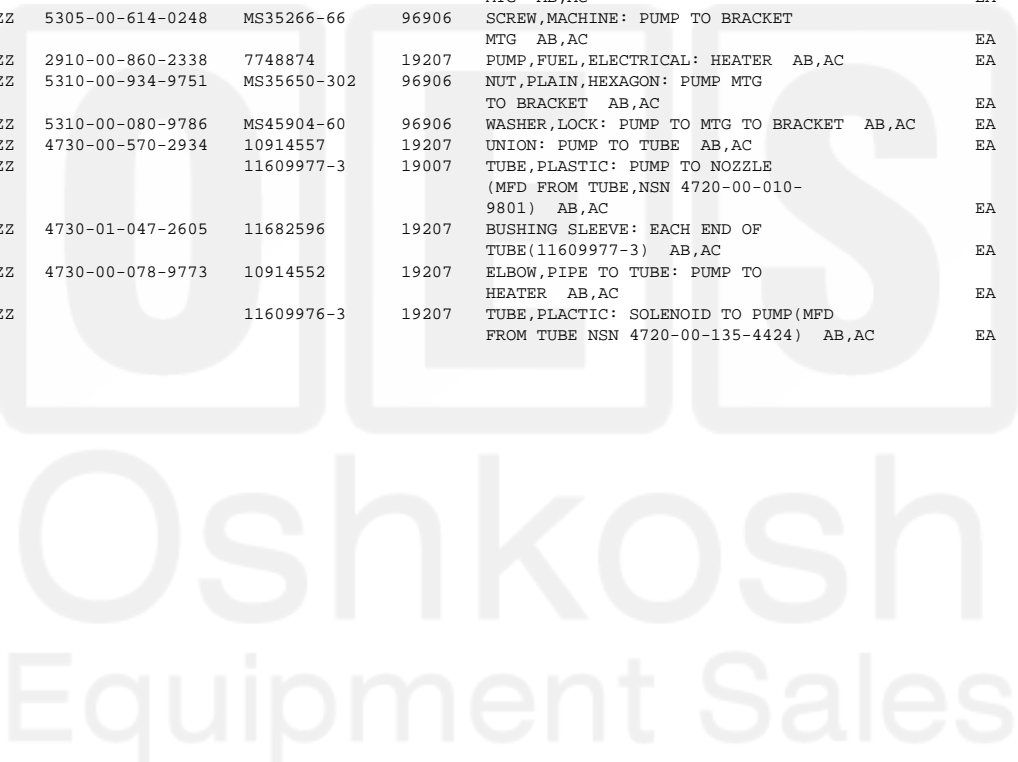 ZZ 5305-00-614-0248 MS35266-66 96906 SCREW,MACHINE: PUMP TO BRACKET
MTG AB,AC EA
ZZ 2910-00-860-2338 7748874 19207 PUMP,FUEL,ELECTRICAL: HEATER AB,AC EA
ZZ 5310-00-934-9751 MS35650-302 96906 NUT,PLAIN,HEXAGON: PUMP MTG
TO BRACKET AB,AC EA
ZZ 5310-00-080-9786 MS45904-60 96906 WASHER,LOCK: PUMP TO MTG TO BRACKET AB,AC EA
ZZ 4730-00-570-2934 10914557 19207 UNION: PUMP TO TUBE AB,AC EA
ZZ 11609977-3 19007 TUBE,PLASTIC: PUMP TO NOZZLE
(MFD FROM TUBE,NSN 4720-00-010-
9801) AB,AC EA
ZZ 4730-01-047-2605 11682596 19207 BUSHING SLEEVE: EACH END OF
TUBE(11609977-3) AB,AC EA
ZZ 4730-00-078-9773 10914552 19207 ELBOW,PIPE TO TUBE: PUMP TO
HEATER AB,AC EA
ZZ 11609976-3 19207 TUBE,PLACTIC: SOLENOID TO PUMP(MFD
FROM TUBE NSN 4720-00-135-4424) AB,AC EA
OES
Oshkosh
Equipment Sales